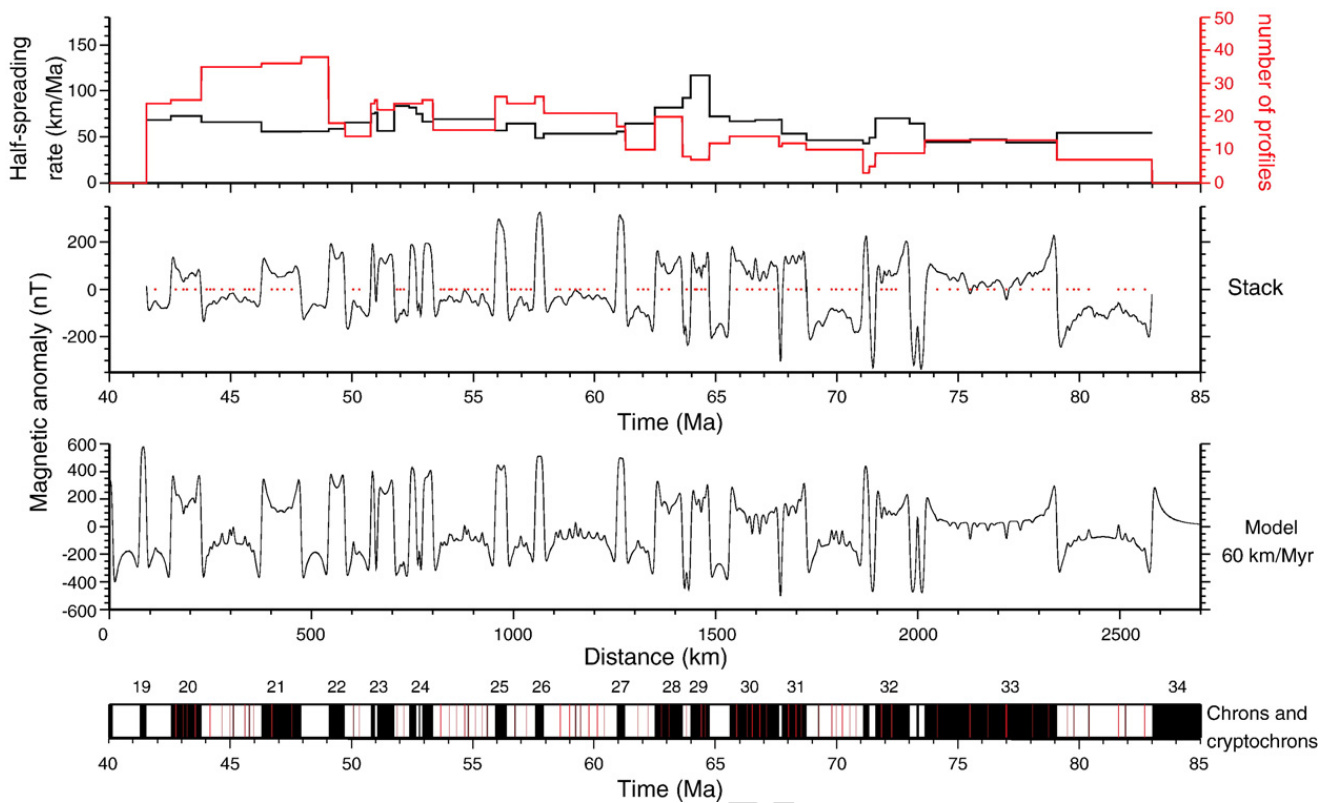 Half-spreading
rate (km/Ma)
150
100
50
0
50
40
30
20
10
0
number of profiles
Magnetic anomaly (nT)
200
0
-200
Stack
40 45 50 55 60 65 70 75 80 85
Time (Ma)
600
400
200
0
-200
-400
-600
Model
60 km/Myr
0 500 1000 1500 2000 2500
Distance (km)
19 20 21 22 23 24 25 26 27 28 29 30 31 32 33 34
Chrons and
cryptochrons
40 45 50 55 60 65 70 75 80 85
Time (Ma)